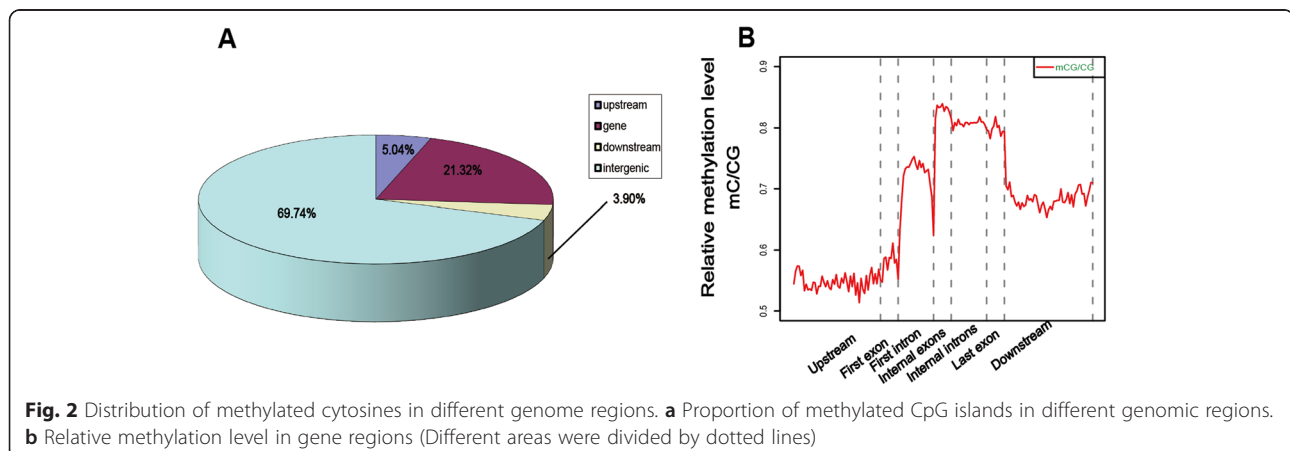 A
upstream
gene
downstream
intergenic
5.04%
21.32%
3.90%
69.74%
B
mCG/CG
Relative methylation level
mC/CG
0.9
0.8
0.7
0.6
0.5
Upstream
First exon
First intron
Internal exons
Internal introns
Last exon
Downstream
Fig. 2 Distribution of methylated cytosines in different genome regions. a Proportion of methylated CpG islands in different genomic regions.
b Relative methylation level in gene regions (Different areas were divided by dotted lines)